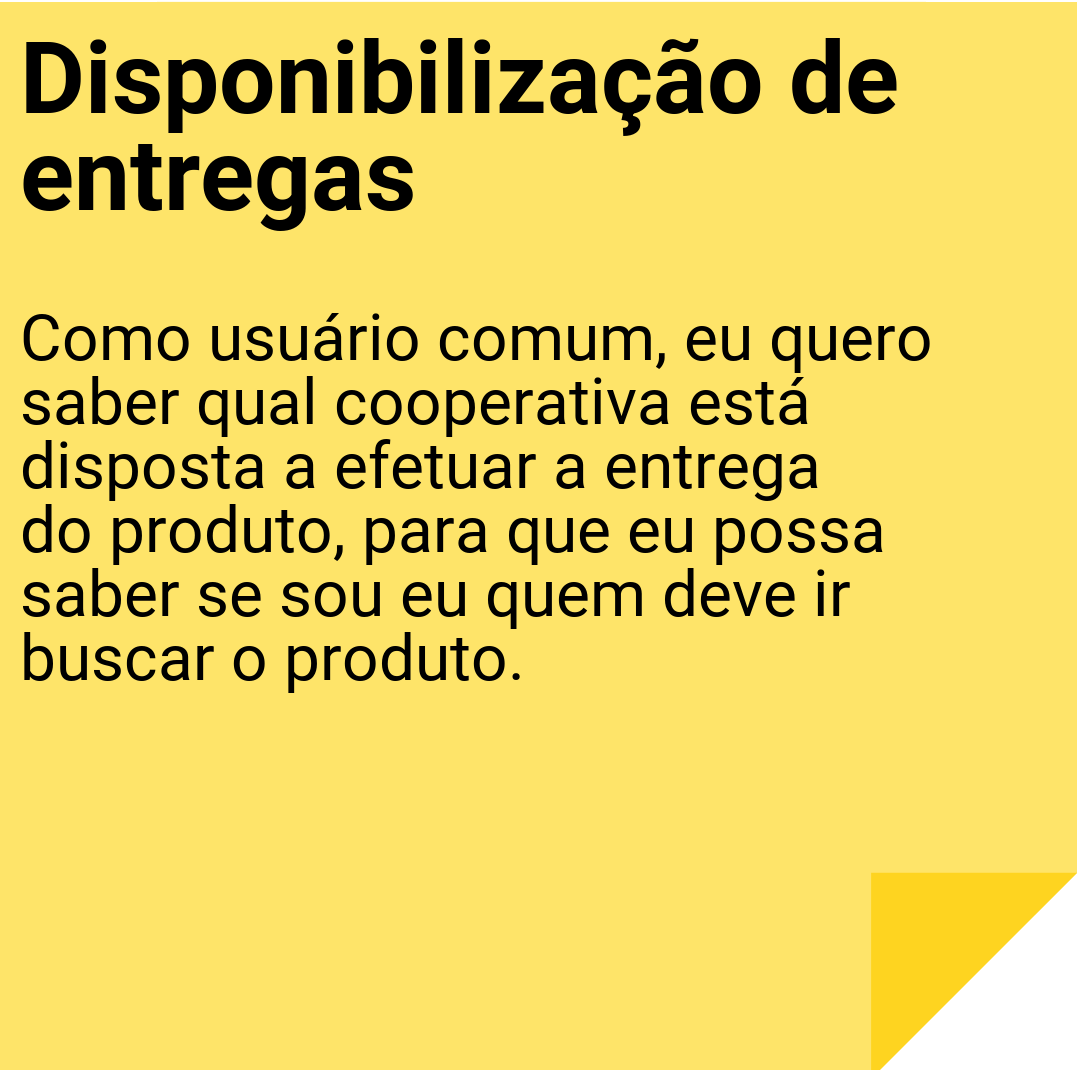 Disponibilização de
entregas
Como usuário comum, eu quero
saber qual cooperativa está
disposta a efetuar a entrega
do produto, para que eu possa
saber se sou eu quem deve ir
buscar o produto.